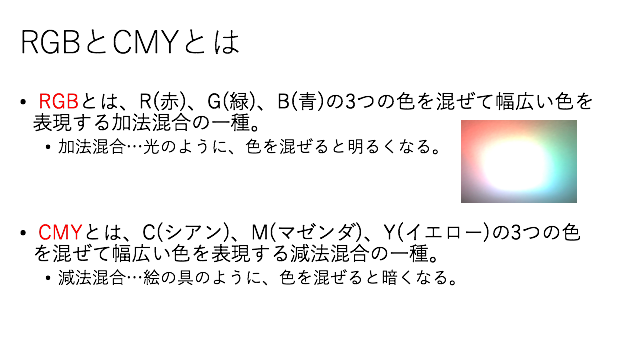 RGBとCMYとは
• RGBとは、R(赤)、G(緑)、B(青)の3つの色を混ぜて幅広い色を
表現する加法混合の一種。
• 加法混合…光のように、色を混ぜると明るくなる。
• CMYとは、C(シアン)、M(マゼンダ)、Y(イエロー)の3つの色
を混ぜて幅広い色を表現する減法混合の一種。
• 減法混合…絵の具のように、色を混ぜると暗くなる。